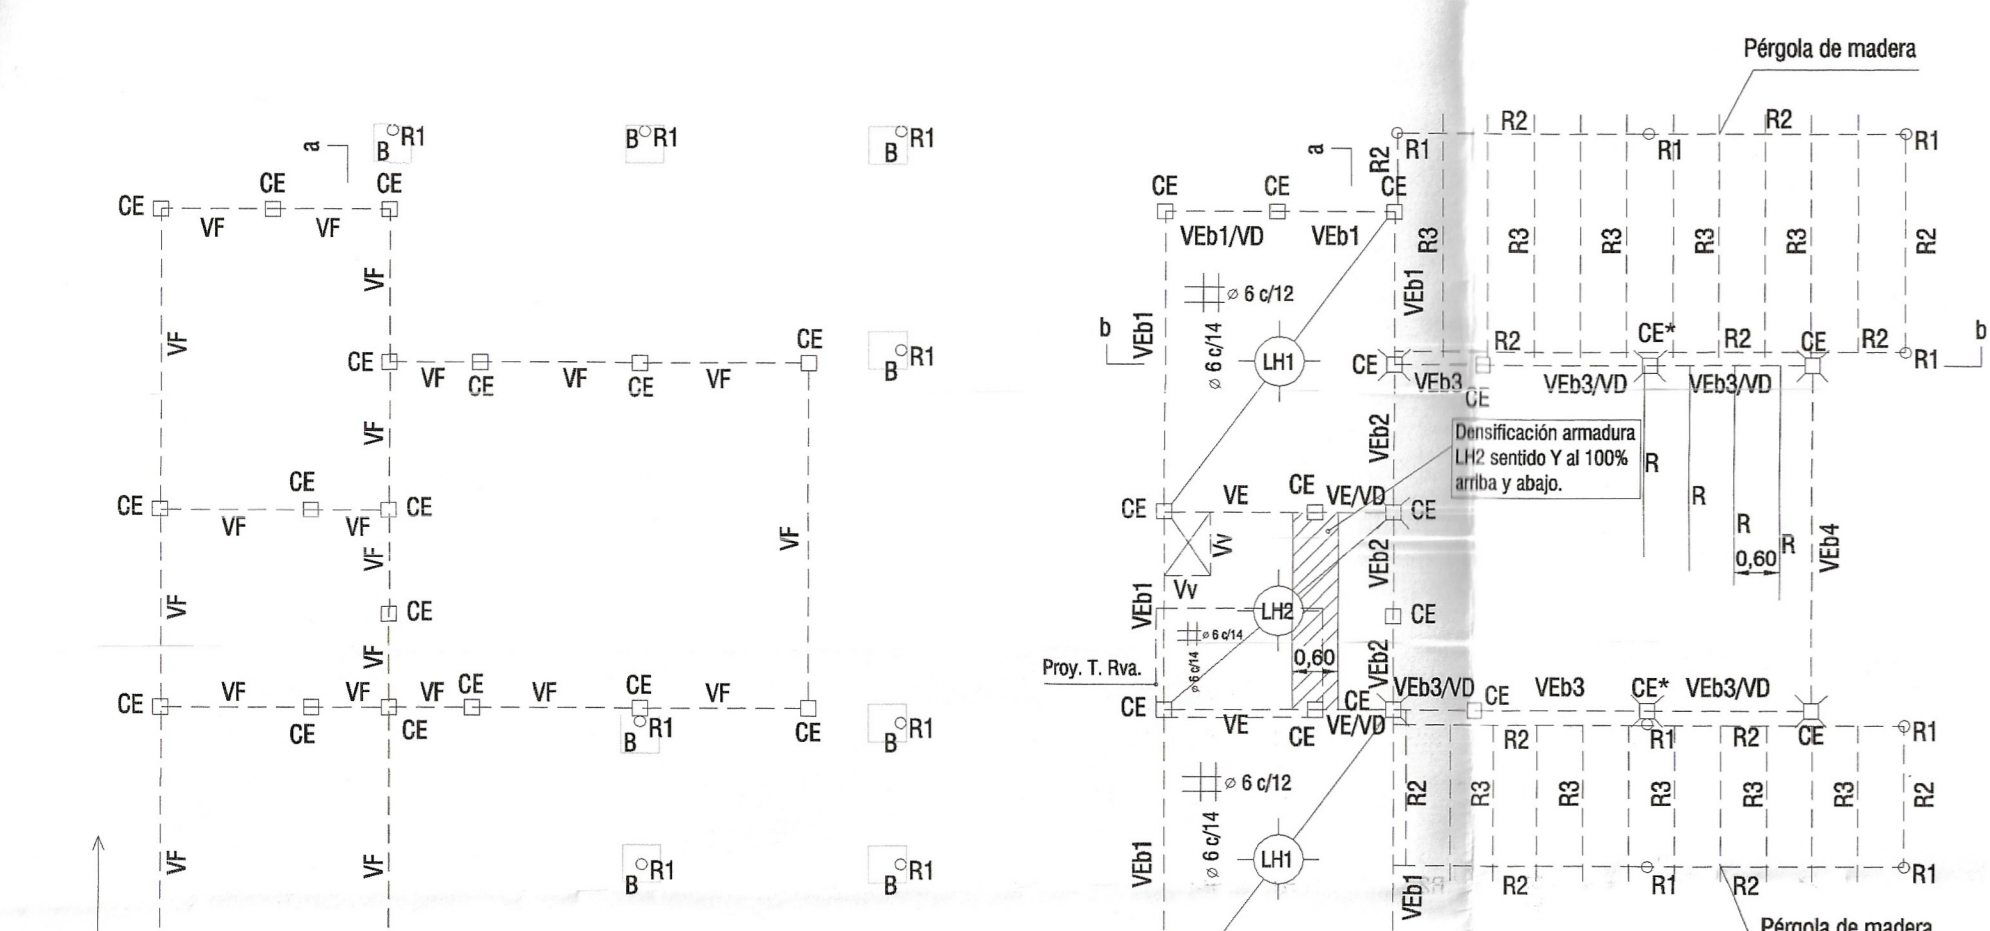 Pérgola de madera
R1
B
B R1
R1
B
a
CE
CE
CE
VF
VF
VF
VF
CE
CE
VF
CE
VF
CE
VF
R1
B
VF
CE
CE
VF
VF
CE
VF
VF
VF
CE
VF
CE
VF
VF
VF
CE
VF
CE
VF
CE
CE
CE
CE
R1
B
R1
B
VF
VF
R1
B
R1
B
a
R2
R2
R2
R1
R1
R1
CE
CE
CE
VEb1/VD
VEb1
R3
R3
R3
R3
R3
R2
ø 6 c/12
VEb1
b
VEb1
ø 6 c/14
LH1
CE
R2
CE*
R2
CE
R2
R1
b
VEb3
CE
VEb3/VD
VEb3/VD
VEb2
Densificación armadura
LH2 sentido Y al 100%
arriba y abajo.
R
R
R
R
0,60
VEb4
CE
VE
CE
VE/VD
CE
Vv
Vv
VEb2
VEb1
LH2
CE
ø 6 c/14
ø 6 c/14
0,60
VEb2
Proy. T. Rva.
CE
VE
CE
VE/VD
CE
VEb3/VD
CE
VEb3
CE*
VEb3/VD
CE
R2
R1
R2
R1
R2
R3
R3
R3
R3
R3
R2
ø 6 c/12
ø 6 c/14
VEb1
LH1
VEb1
R2
R1
R2
R1
Pérgola de madera